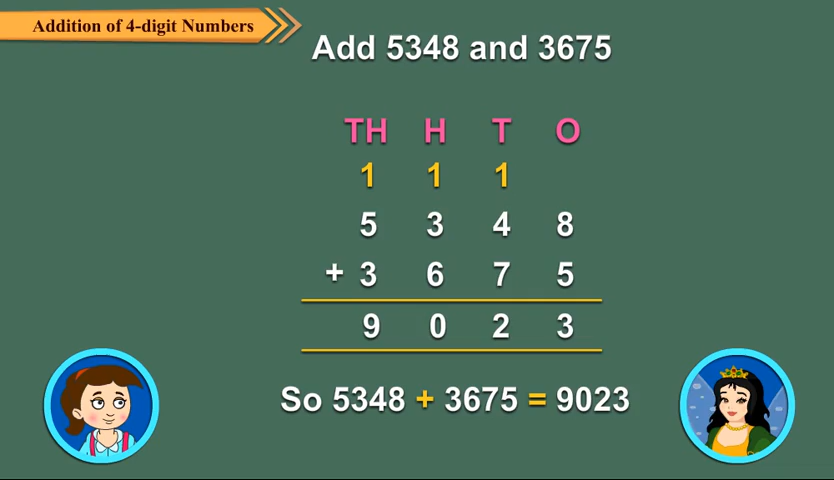 Addition of 4-digit Numbers
Add 5348 and 3675
TH H T O
1 1 1
5 3 4 8
+ 3 6 7 5
9 0 2 3
So 5348 + 3675 = 9023